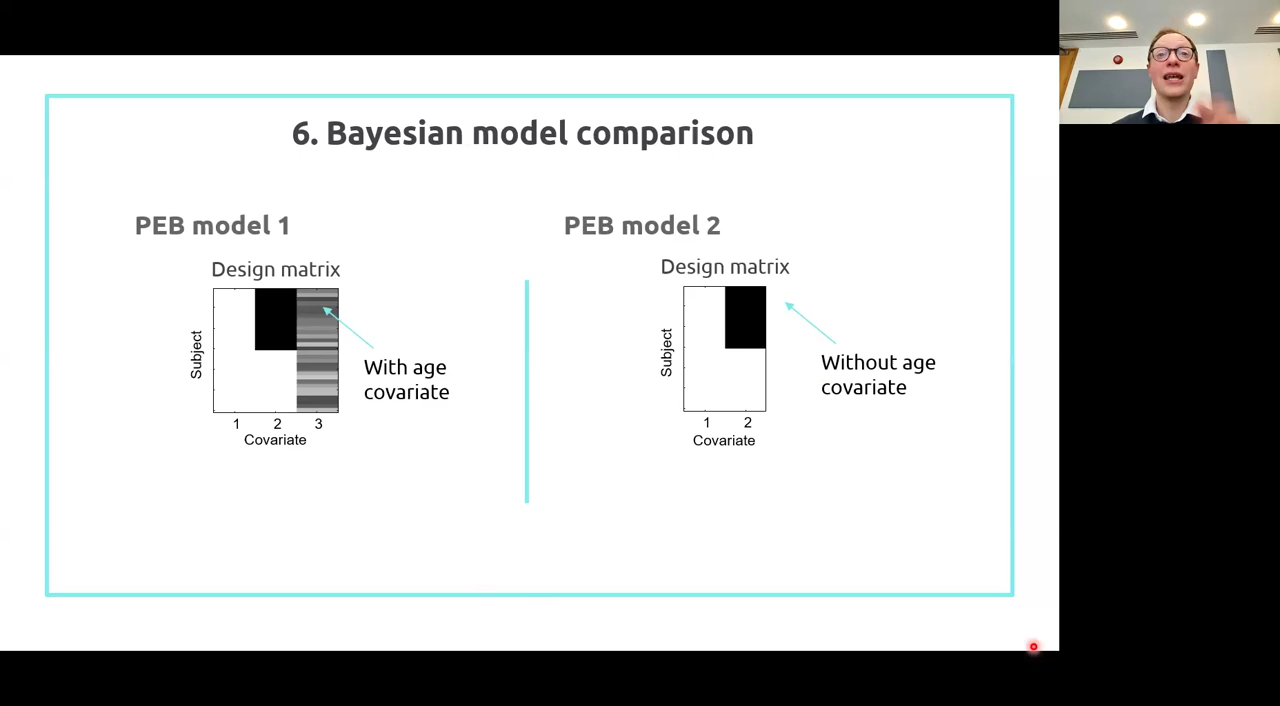 6. Bayesian model comparison
PEB model 1
Design matrix
Subject
With age
covariate
1 2 3
Covariate
PEB model 2
Design matrix
Subject
Without age
covariate
1 2
Covariate